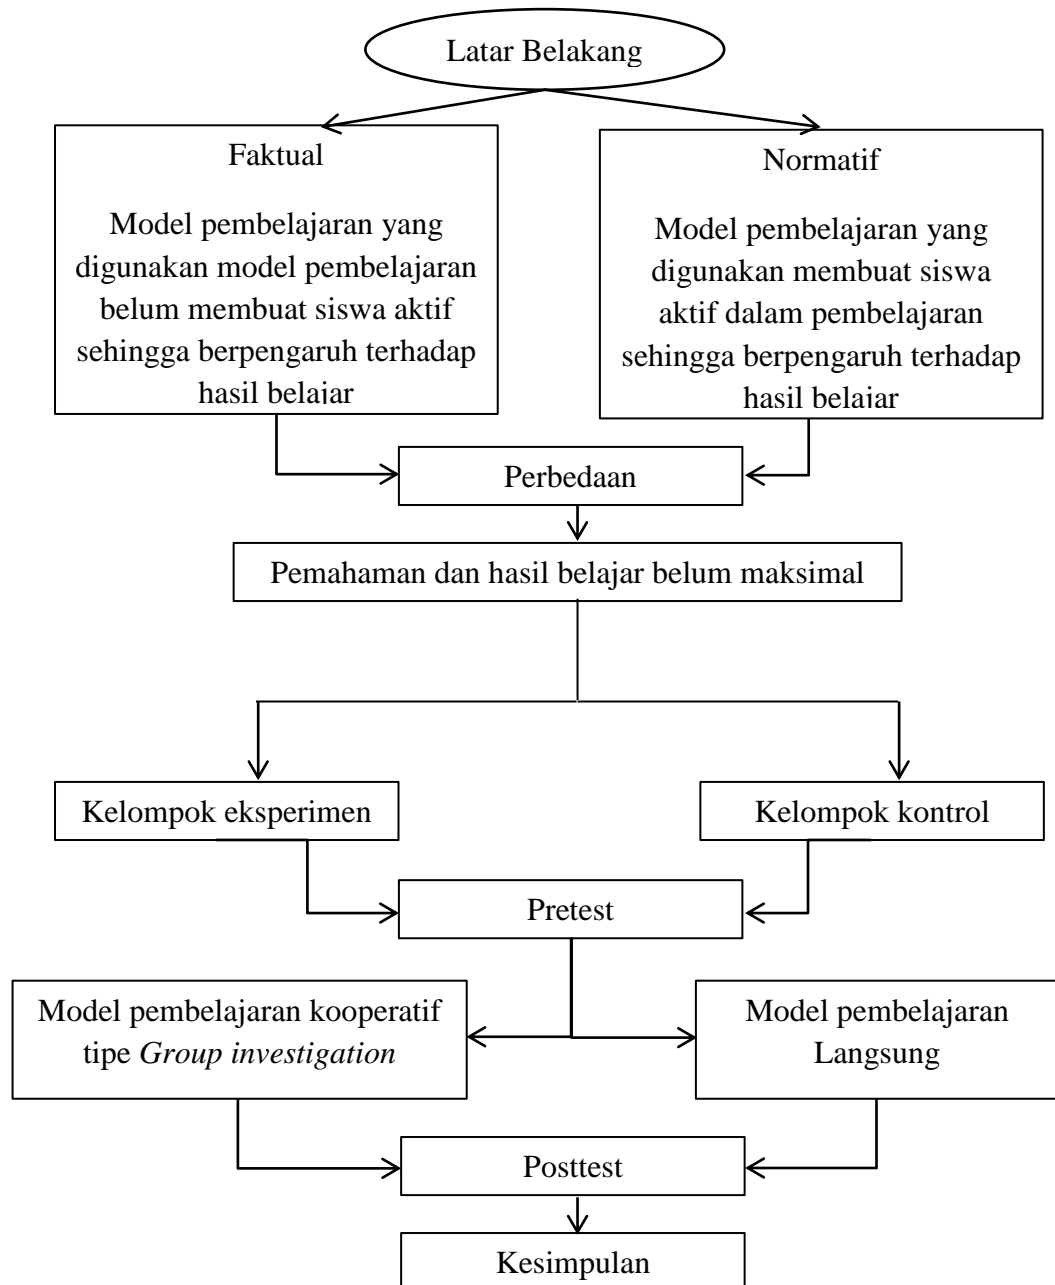 Latar Belakang
Faktual
Model pembelajaran yang
digunakan model pembelajaran
belum membuat siswa aktif
sehingga berpengaruh terhadap
hasil belajar
Normatif
Model pembelajaran yang
digunakan membuat siswa
aktif dalam pembelajaran
sehingga berpengaruh terhadap
hasil belajar
Perbedaan
Pemahaman dan hasil belajar belum maksimal
Kelompok eksperimen
Kelompok kontrol
Pretest
Model pembelajaran kooperatif
tipe Group investigation
Model pembelajaran
Langsung
Posttest
Kesimpulan